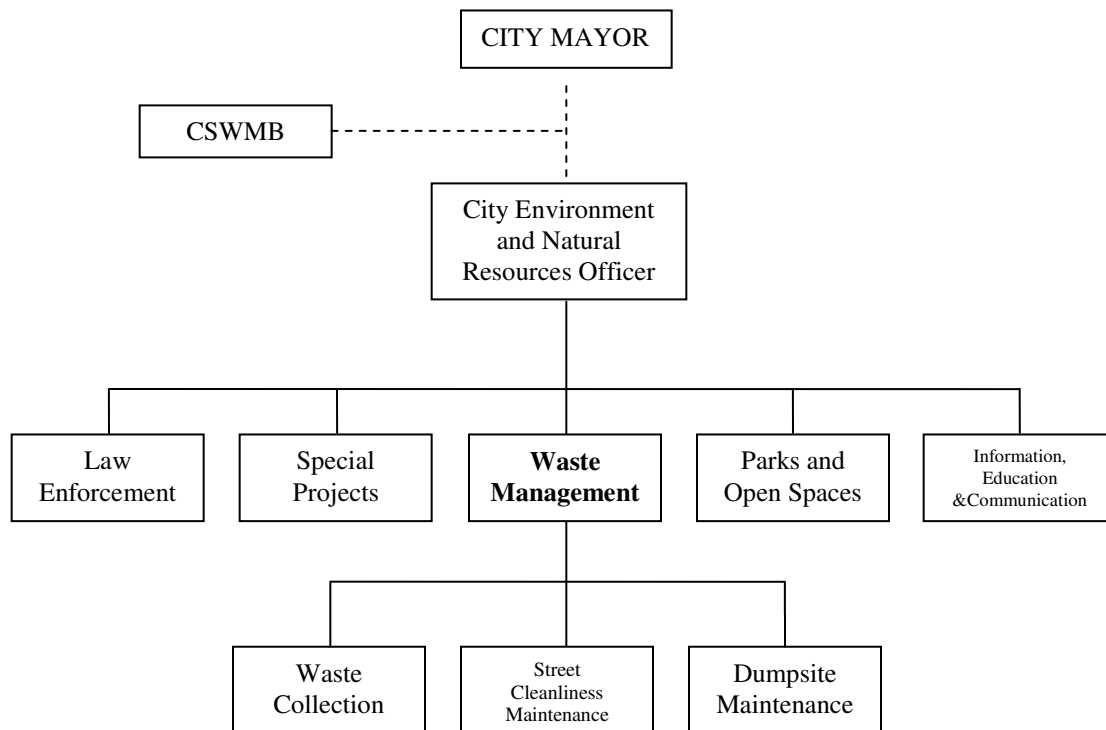 CITY MAYOR
CSWMB
City Environment
and Natural
Resources Officer
Law
Enforcement
Special
Projects
Waste
Management
Parks and
Open Spaces
Information,
Education
&Communication
Waste
Collection
Street
Cleanliness
Maintenance
Dumpsite
Maintenance